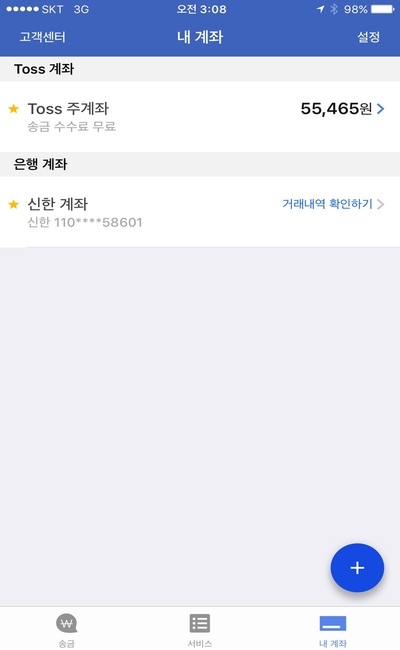 SKT 3G 오전 3:08 98%
고객센터 내 계좌 설정
Toss 계좌
Toss 주계좌 55,465원
송금 수수료 무료
은행 계좌
신한 계좌 거래내역 확인하기
신한 110****58601
송금 서비스 내 계좌